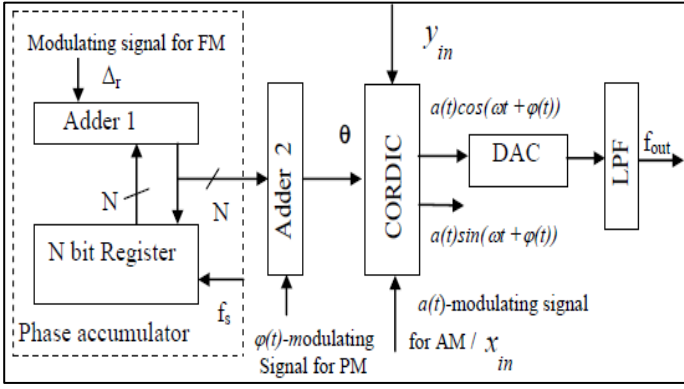 Modulating signal for FM
Δr
Adder 1
N
N
N bit Register
fs
Phase accumulator
Adder 2
φ(t)-modulating
Signal for PM
θ
yin
CORDIC
a(t)cos(ωt + φ(t))
a(t)sin(ωt + φ(t))
a(t)-modulating signal
for AM / xin
DAC
LPF
fout